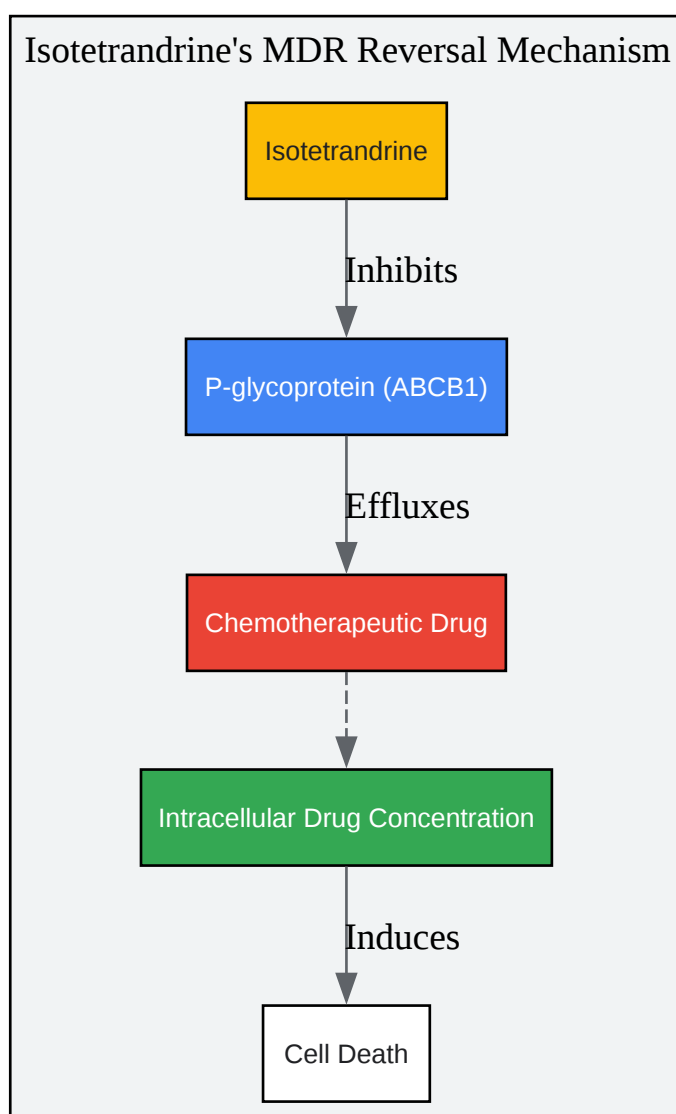 Isotetrandrine's MDR Reversal Mechanism
Isotetrandrine
Inhibits
P-glycoprotein (ABCB1)
Effluxes
Chemotherapeutic Drug
Intracellular Drug Concentration
Induces
Cell Death